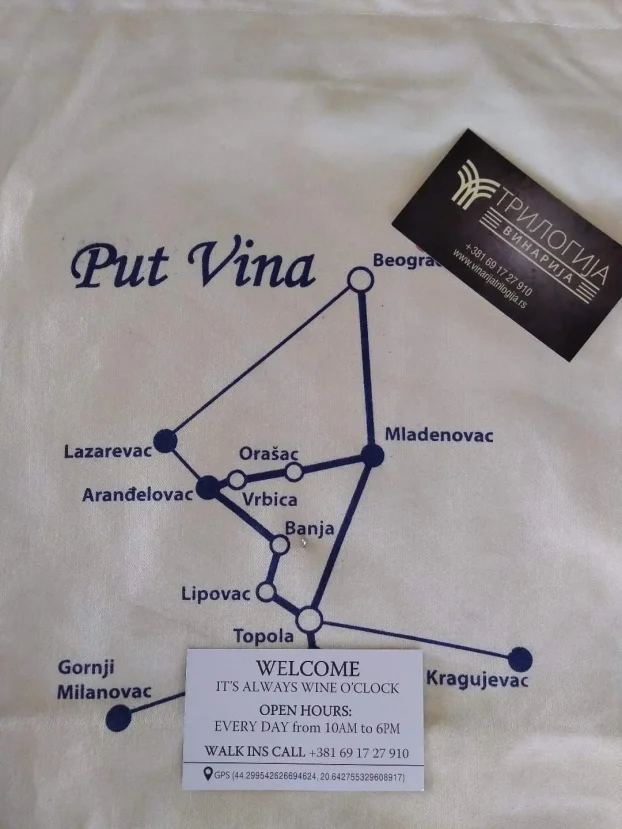 Put Vina
ТРИЛОГИЈА
ВИНАРИЈА
+381 69 17 27 910
www.vinarijatrilogija.rs
Lazarevac
Mladenovac
Orašac
Aranđelovac
Vrbica
Banja
Lipovac
Topola
Gornji
Milanovac
Kragujevac
WELCOME
IT'S ALWAYS WINE O'CLOCK
OPEN HOURS:
EVERY DAY from 10AM to 6PM
WALK INS CALL +381 69 17 27 910
GPS (44.299542626694624, 20.642755329608917)